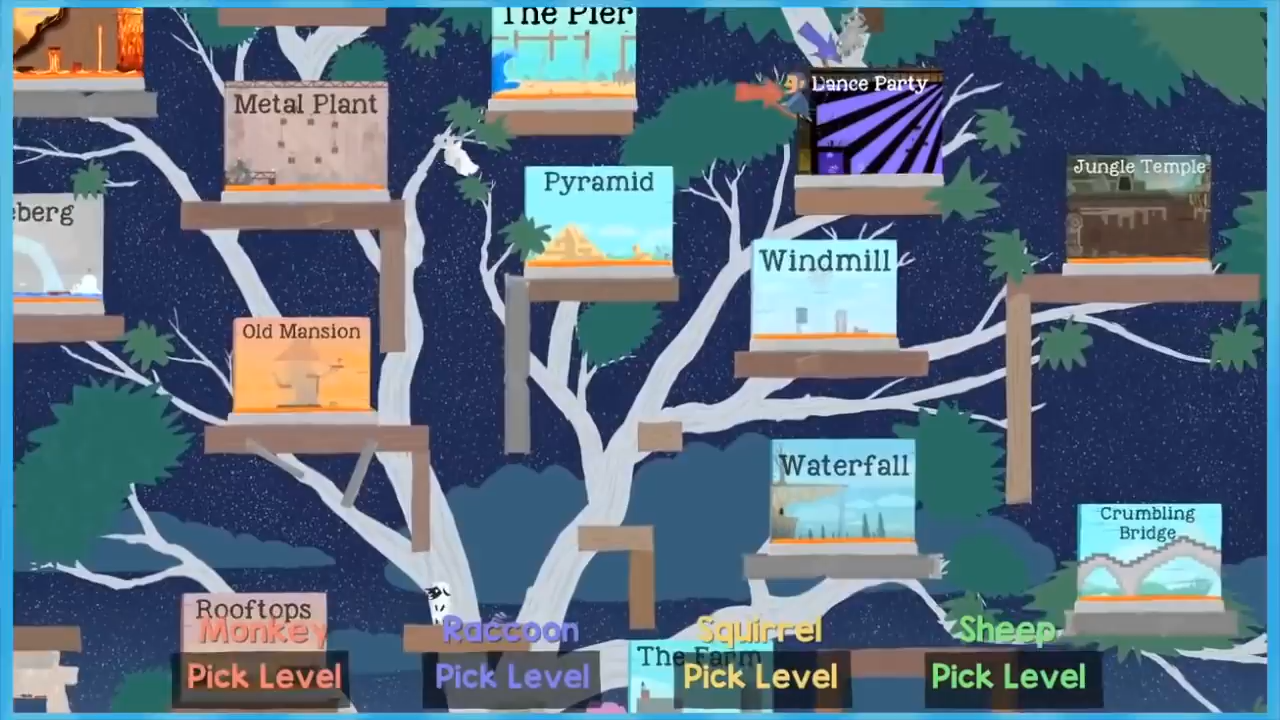 The Pier
Dance Party
Metal Plant
Jungle Temple
Pyramid
eberg
Windmill
Old Mansion
Waterfall
Crumbling
Bridge
Rooftops
Monkey
Raccoon
Squirrel
Sheep
The Farm
Pick Level
Pick Level
Pick Level
Pick Level